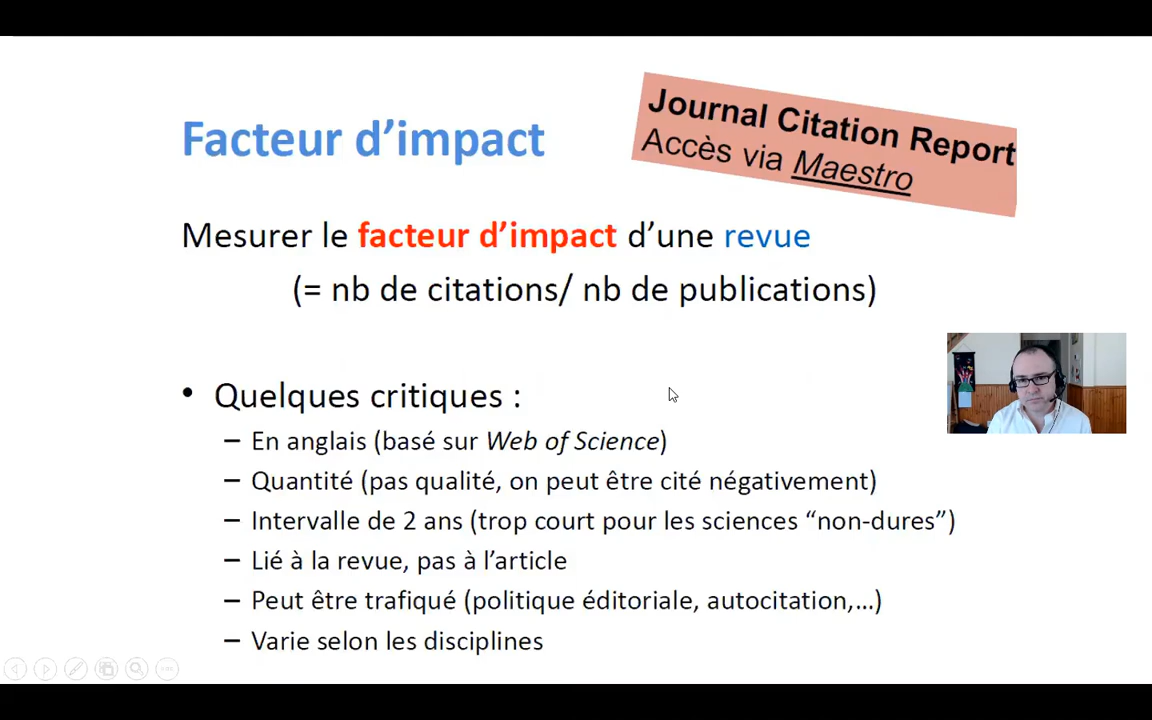 Facteur d’impact
Journal Citation Report
Accès via Maestro
Mesurer le facteur d’impact d’une revue
(= nb de citations/ nb de publications)
• Quelques critiques :
– En anglais (basé sur Web of Science)
– Quantité (pas qualité, on peut être cité négativement)
– Intervalle de 2 ans (trop court pour les sciences “non-dures”)
– Lié à la revue, pas à l’article
– Peut être trafiqué (politique éditoriale, autocitation,...)
– Varie selon les disciplines